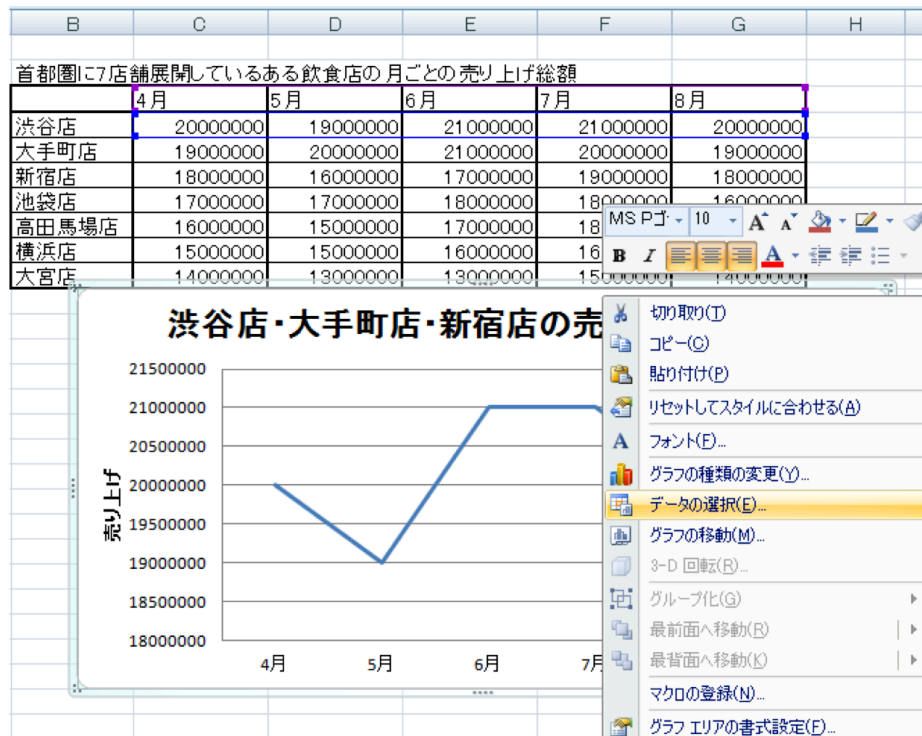 B C D E F G H
首都圏に7店舗展開しているある飲食店の月ごとの売り上げ総額
4月 5月 6月 7月 8月
渋谷店 20000000 19000000 21000000 21000000 20000000
大手町店 19000000 20000000 21000000 20000000 19000000
新宿店 18000000 16000000 17000000 19000000 18000000
池袋店 17000000 17000000 18000000 18000000 16000000
高田馬場店 16000000 15000000 17000000 18
横浜店 15000000 15000000 16000000 16
大宮店 14000000 13000000 13000000 15000000 14000000
MS Pゴ 10 A A
B I A
渋谷店・大手町店・新宿店の売
21500000
21000000
20500000
20000000
19500000
19000000
18500000
18000000
売り上げ
4月 5月 6月 7月
切り取り(T)
コピー(C)
貼り付け(P)
リセットしてスタイルに合わせる(A)
フォント(F)...
グラフの種類の変更(Y)...
データの選択(E)...
グラフの移動(M)...
3-D 回転(R)...
グループ化(G)
最前面へ移動(R)
最背面へ移動(K)
マクロの登録(N)...
グラフ エリアの書式設定(F)...